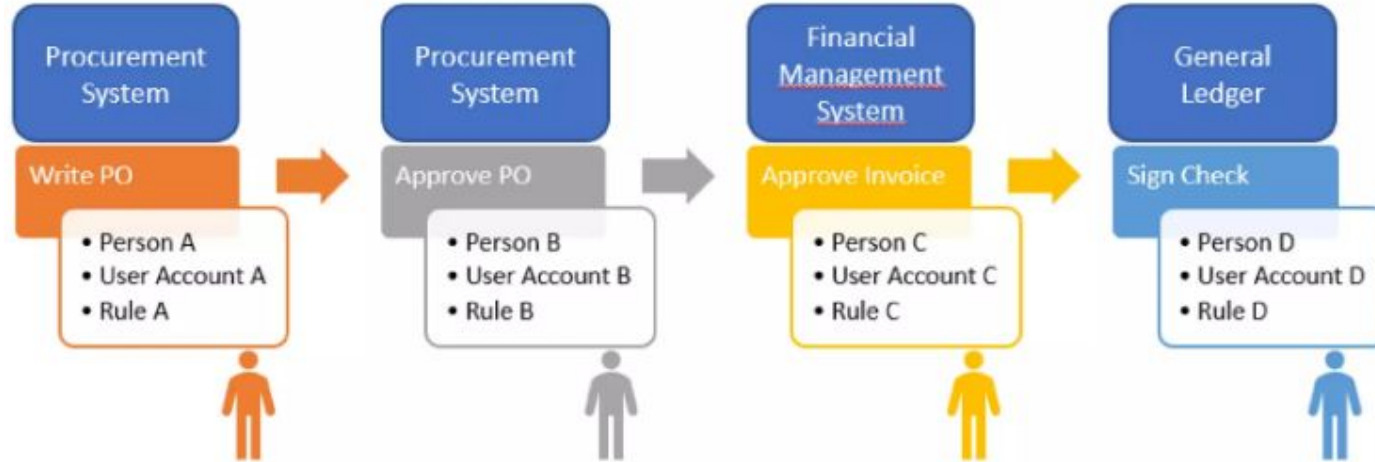 Procurement
System
Write PO
• Person A
• User Account A
• Rule A
Procurement
System
Approve PO
• Person B
• User Account B
• Rule B
Financial
Management
System
Approve Invoice
• Person C
• User Account C
• Rule C
General
Ledger
Sign Check
• Person D
• User Account D
• Rule D